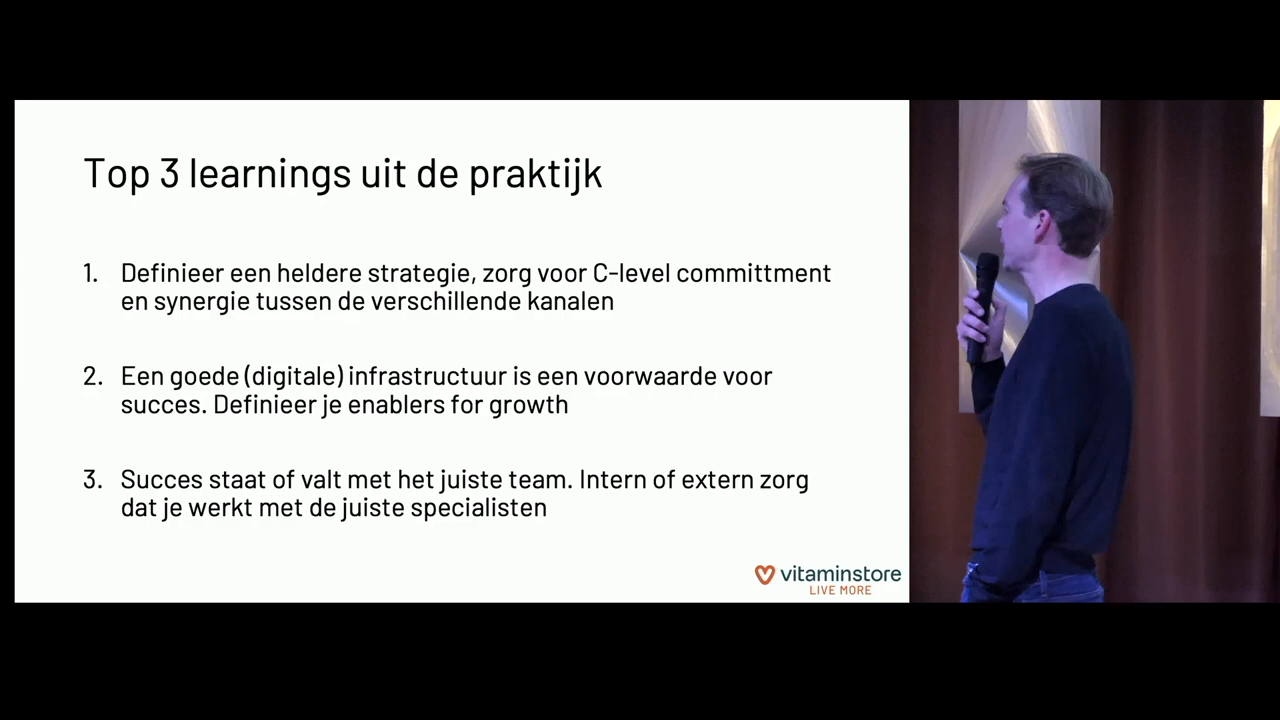 Top 3 learnings uit de praktijk
1. Definieer een heldere strategie, zorg voor C-level committment
en synergie tussen de verschillende kanalen
2. Een goede (digitale) infrastructuur is een voorwaarde voor
succes. Definieer je enablers for growth
3. Succes staat of valt met het juiste team. Intern of extern zorg
dat je werkt met de juiste specialisten
vitaminstore
LIVE MORE